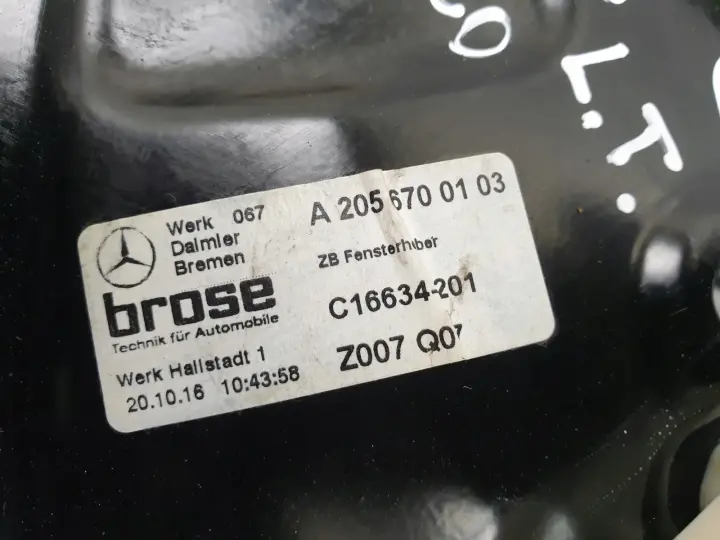 L.T.
Werk 067
Daimler
Bremen
A 205 670 01 03
ZB Fensterheber
brose
Technik für Automobile
C16634-201
Werk Hallstadt 1
20.10.16 10:43:58
Z007 Q07